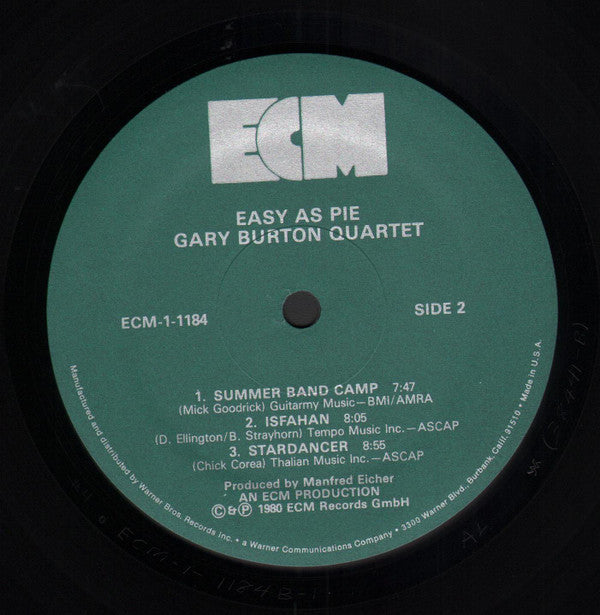 ECM
EASY AS PIE
GARY BURTON QUARTET
ECM-1-1184
SIDE 2
1. SUMMER BAND CAMP 7:47
(Mick Goodrick) Guitarmy Music—BMI/AMRA
2. ISFAHAN 8:05
(D. Ellington/B. Strayhorn) Tempo Music Inc.—ASCAP
3. STARDANCER 8:55
(Chick Corea) Thalian Music Inc.—ASCAP
Produced by Manfred Eicher
AN ECM PRODUCTION
©&℗ 1980 ECM Records GmbH
Manufactured and distributed by Warner Bros. Records Inc. • a Warner Communications Company • 3300 Warner Blvd., Burbank, Calif. 91510 • Made in U.S.A.
ECM-1-1184B-1